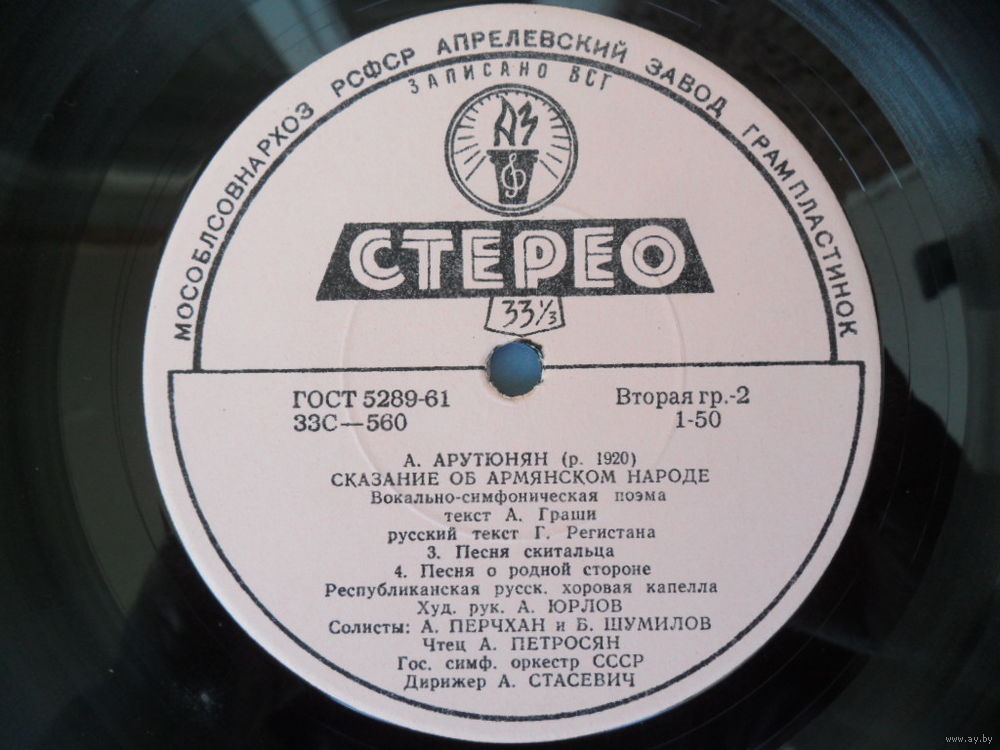 МОСОБЛСОВНАРХОЗ РСФСР АПРЕЛЕВСКИЙ ЗАВОД ГРАМПЛАСТИНОК
ЗАПИСАНО ВСГ
АЗ
СТЕРЕО
33⅓
ГОСТ 5289-61 Вторая гр.-2
33С—560 1-50
А. АРУТЮНЯН (р. 1920)
СКАЗАНИЕ ОБ АРМЯНСКОМ НАРОДЕ
Вокально-симфоническая поэма
текст А. Граши
русский текст Г. Регистана
3. Песня скитальца
4. Песня о родной стороне
Республиканская русск. хоровая капелла
Худ. рук. А. ЮРЛОВ
Солисты: А. ПЕРЧХАН и Б. ШУМИЛОВ
Чтец А. ПЕТРОСЯН
Гос. симф. оркестр СССР
Дирижер А. СТАСЕВИЧ
www.ay.by